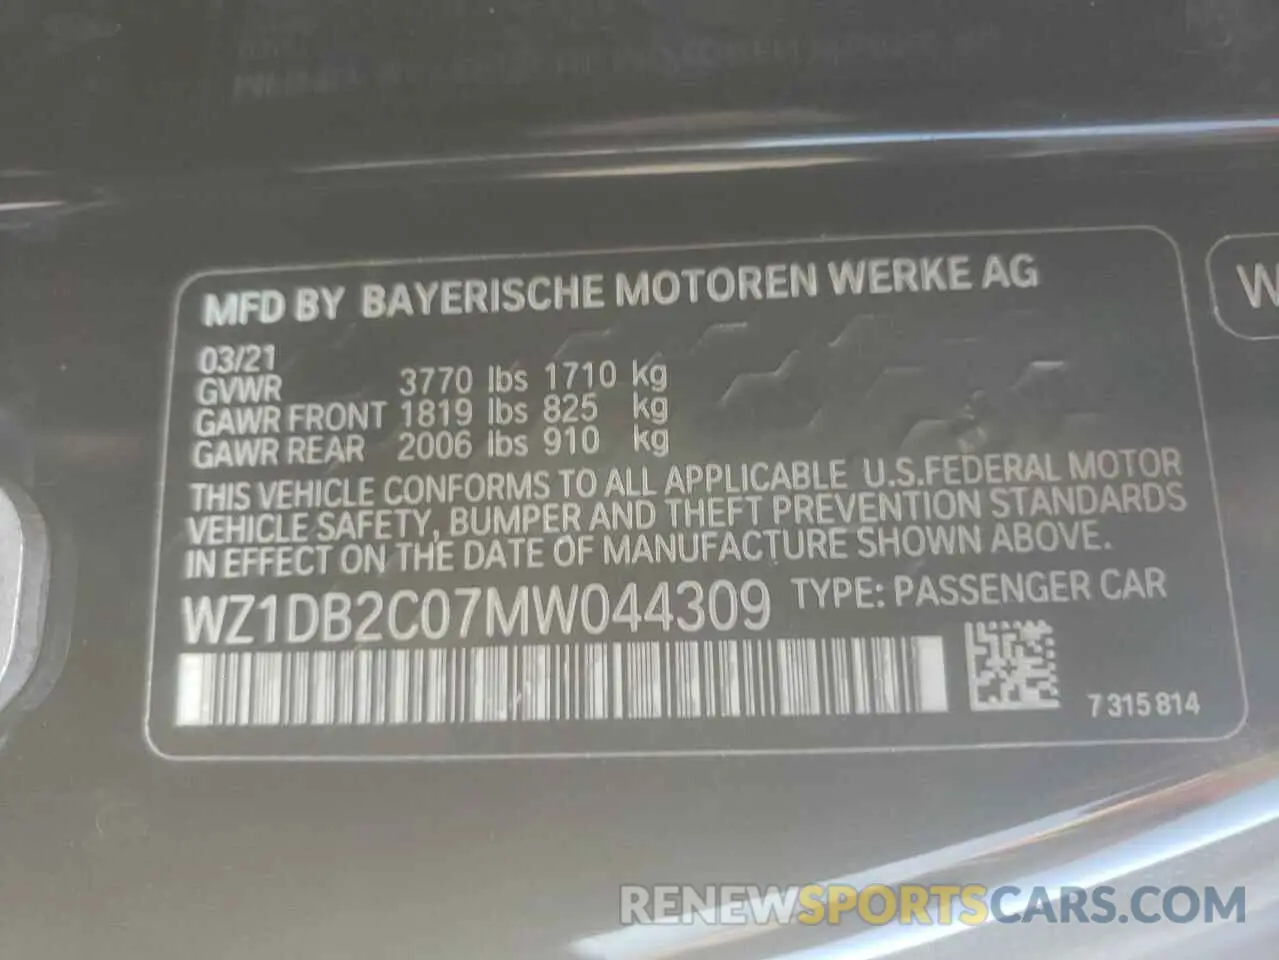 MFD BY BAYERISCHE MOTOREN WERKE AG
03/21
GVWR 3770 lbs 1710 kg
GAWR FRONT 1819 lbs 825 kg
GAWR REAR 2006 lbs 910 kg
THIS VEHICLE CONFORMS TO ALL APPLICABLE U.S.FEDERAL MOTOR
VEHICLE SAFETY, BUMPER AND THEFT PREVENTION STANDARDS
IN EFFECT ON THE DATE OF MANUFACTURE SHOWN ABOVE.
WZ1DB2C07MW044309 TYPE: PASSENGER CAR
7 315 814
W
RENEWSPORTSCARS.COM